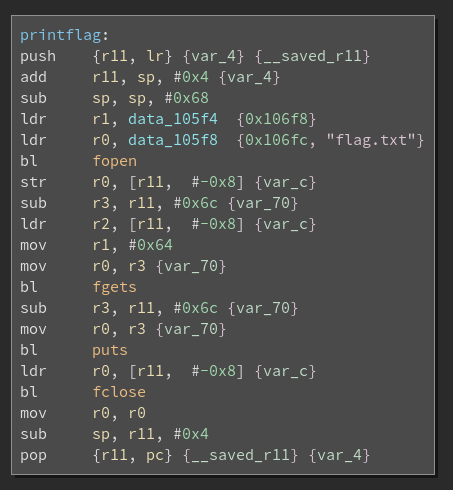 printflag:
push {r11, lr} {var_4} {__saved_r11}
add r11, sp, #0x4 {var_4}
sub sp, sp, #0x68
ldr r1, data_105f4 {0x106f8}
ldr r0, data_105f8 {0x106fc, "flag.txt"}
bl fopen
str r0, [r11, #-0x8] {var_c}
sub r3, r11, #0x6c {var_70}
ldr r2, [r11, #-0x8] {var_c}
mov r1, #0x64
mov r0, r3 {var_70}
bl fgets
sub r3, r11, #0x6c {var_70}
mov r0, r3 {var_70}
bl puts
ldr r0, [r11, #-0x8] {var_c}
bl fclose
mov r0, r0
sub sp, r11, #0x4
pop {r11, pc} {__saved_r11} {var_4}